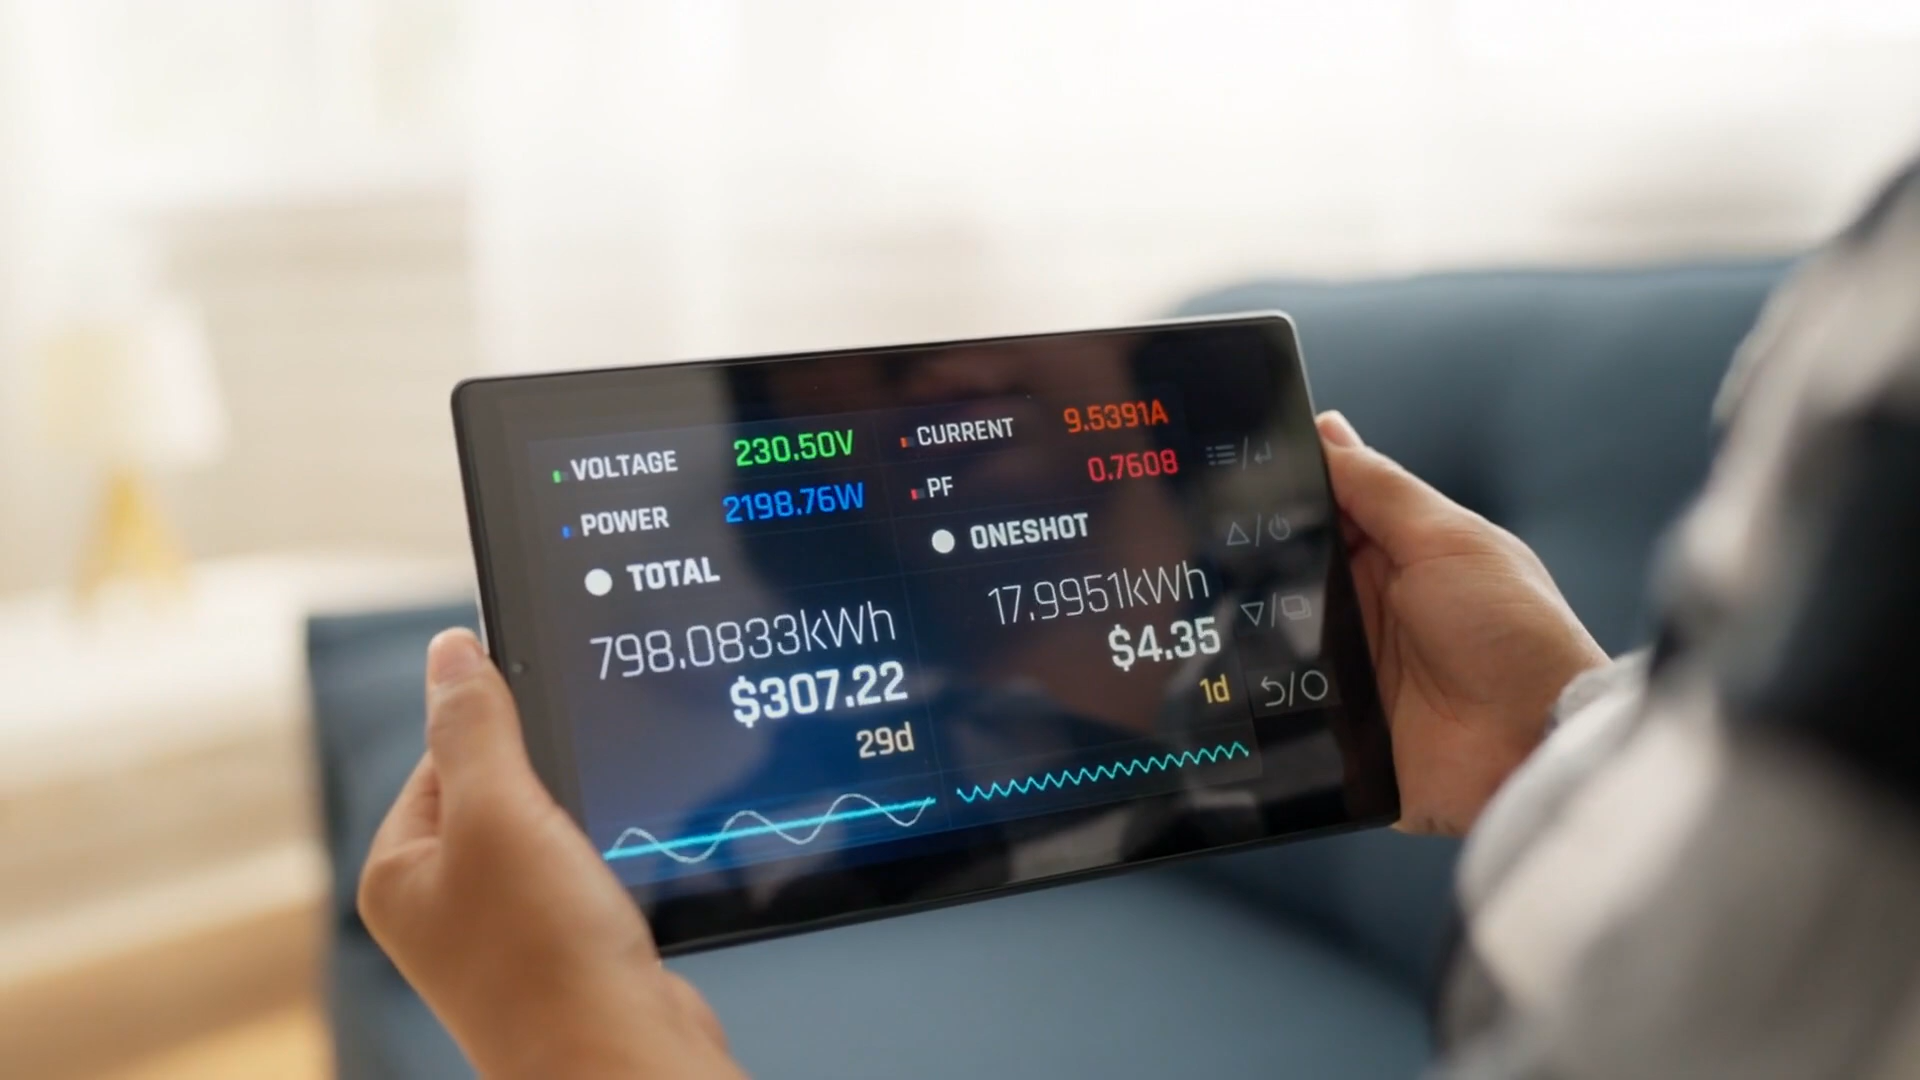 VOLTAGE 230.50V
CURRENT 9.5391A
POWER 2198.76W
PF 0.7608
TOTAL
798.0833kWh
$307.22
29d
ONESHOT
17.9951kWh
$4.35
1d